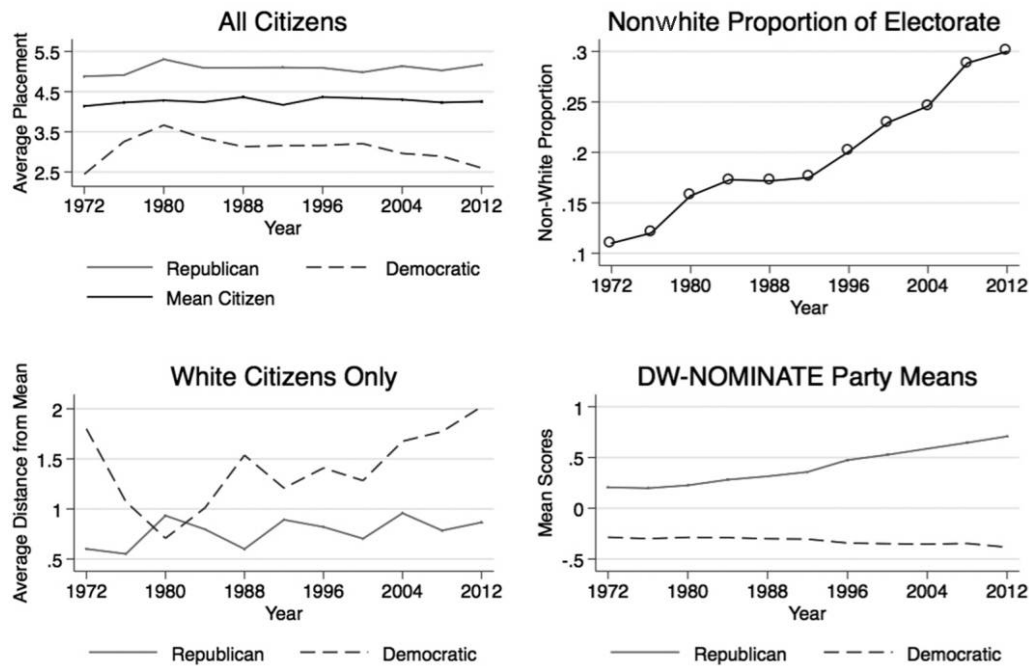 All Citizens
Average Placement
5.5
4.5
3.5
2.5
1972 1980 1988 1996 2004 2012
Year
Republican Democratic
Mean Citizen
Nonwhite Proportion of Electorate
Non-White Proportion
.3
.25
.2
.15
.1
1972 1980 1988 1996 2004 2012
Year
White Citizens Only
Average Distance from Mean
2
1.5
1
.5
1972 1980 1988 1996 2004 2012
Year
Republican Democratic
DW-NOMINATE Party Means
Mean Scores
1
.5
0
-.5
1972 1980 1988 1996 2004 2012
Year
Republican Democratic